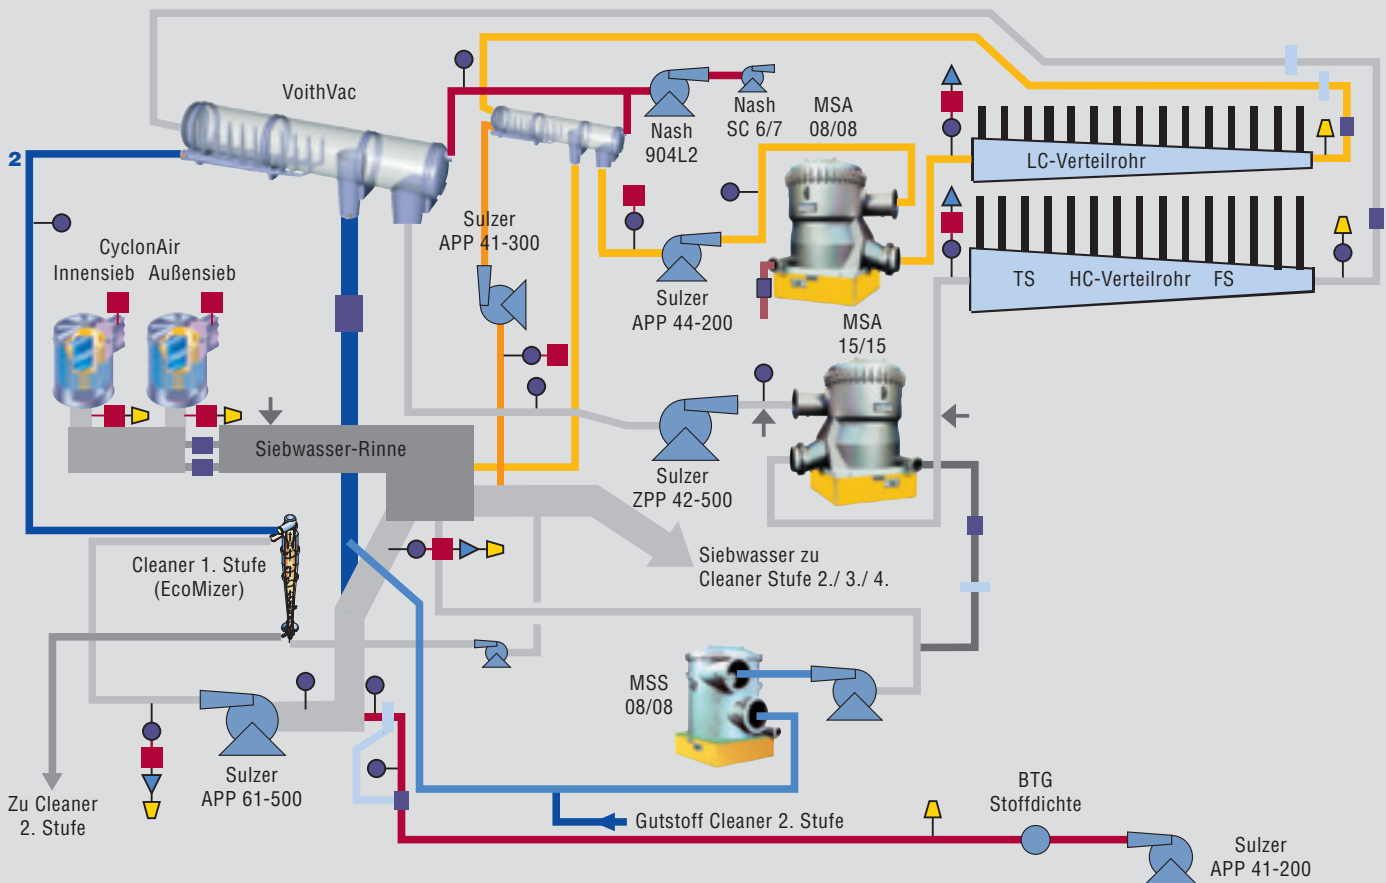 VoithVac
Nash
904L2
Nash
SC 6/7
MSA
08/08
LC-Verteilrohr
2
CyclonAir
Innensieb Außensieb
Sulzer
APP 41-300
Sulzer
APP 44-200
TS HC-Verteilrohr FS
MSA
15/15
Siebwasser-Rinne
Sulzer
ZPP 42-500
Cleaner 1. Stufe
(EcoMizer)
Siebwasser zu
Cleaner Stufe 2./ 3./ 4.
MSS
08/08
Sulzer
APP 61-500
Zu Cleaner
2. Stufe
Gutstoff Cleaner 2. Stufe
BTG
Stoffdichte
Sulzer
APP 41-200